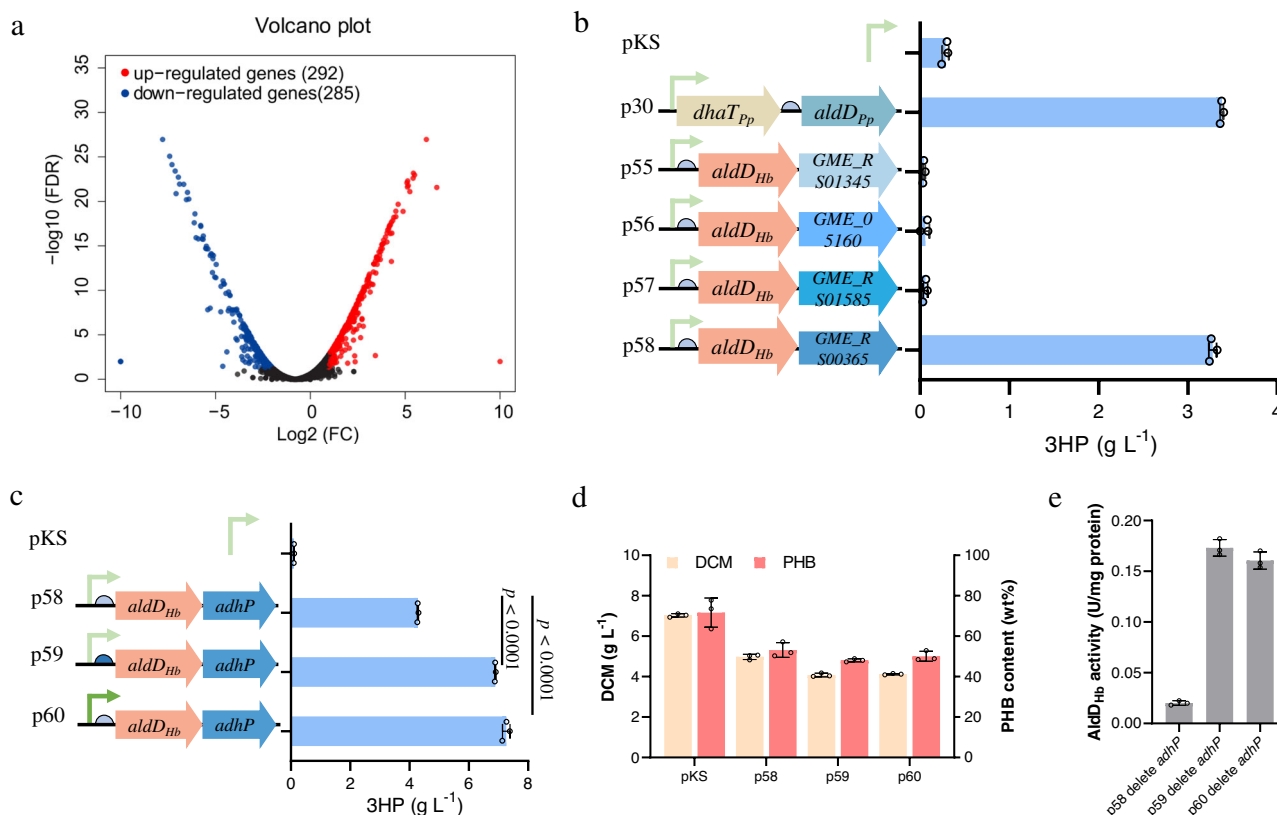 a
Volcano plot
up-regulated genes (292)
down-regulated genes(285)
35
30
25
20
15
10
5
0
−log10 (FDR)
−10
−5
0
5
10
Log2 (FC)
b
pKS
p30
dhaT_Pp
aldD_Pp
p55
aldD_Hb
GME_R
S01345
p56
aldD_Hb
GME_0
5160
p57
aldD_Hb
GME_R
S01585
p58
aldD_Hb
GME_R
S00365
0
1
2
3
4
3HP (g L⁻¹)
c
pKS
p58
aldD_Hb
adhP
p59
aldD_Hb
adhP
p60
aldD_Hb
adhP
p < 0.0001
p < 0.0001
0
2
4
6
8
3HP (g L⁻¹)
d
DCM
PHB
10
8
6
4
2
0
DCM (g L⁻¹)
100
80
60
40
20
0
PHB content (wt%)
pKS
p58
p59
p60
e
0.20
0.15
0.10
0.05
0.00
AldD_Hb activity (U/mg protein)
p58 delete adhP
p59 delete adhP
p60 delete adhP